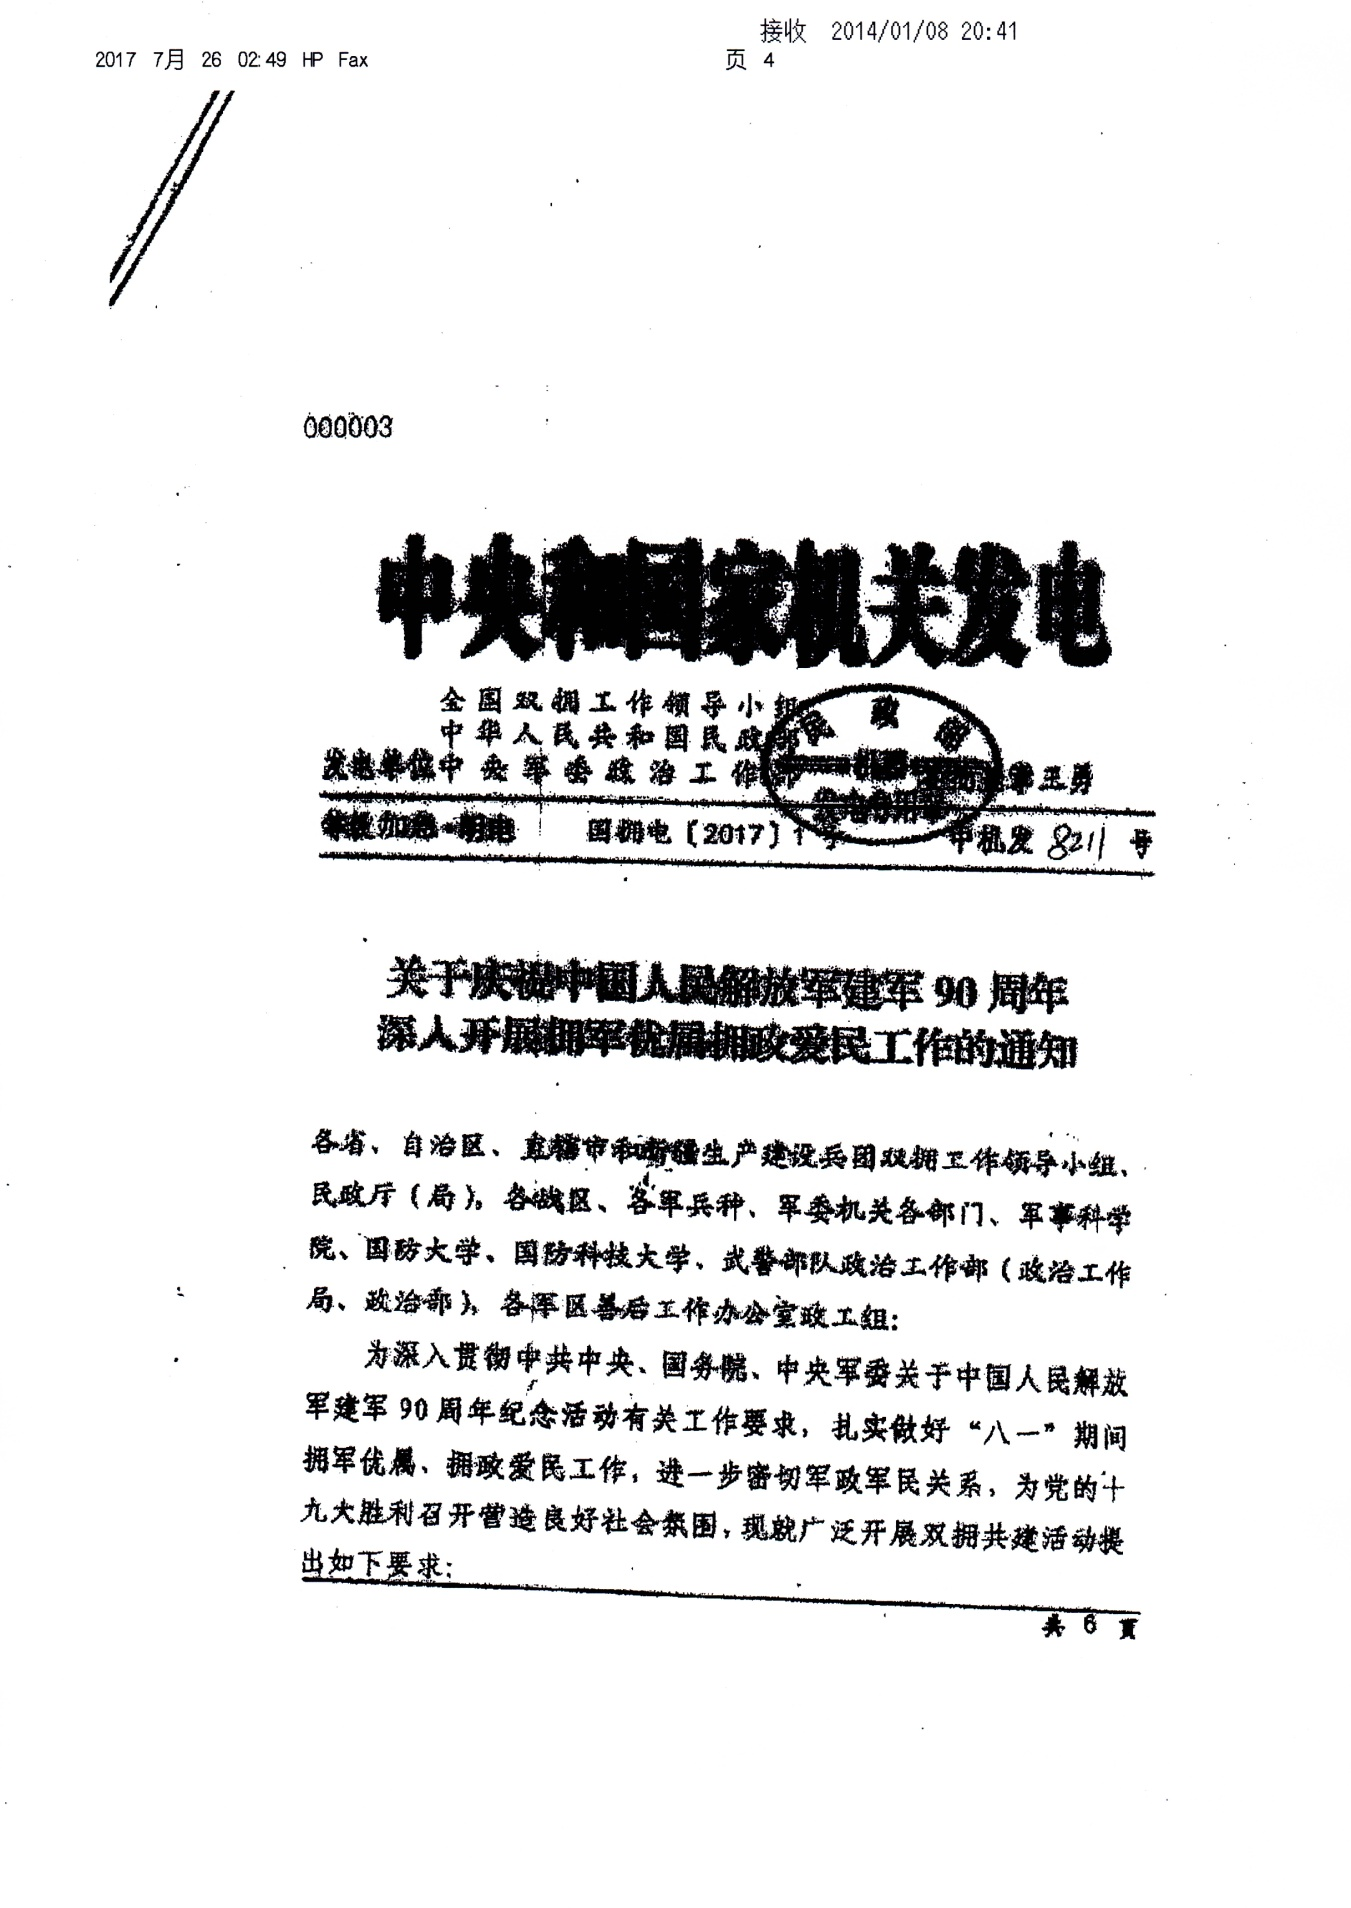 接收 2014/01/08 20:41
2017 7月 26 02:49 HP Fax 页 4
000003
中央和国家机关发电
全国双拥工作领导小组
中华人民共和国民政部
发电单位 中央军委政治工作部
王勇
民政部
发电专用章
等级 加急·明电 国拥电〔2017〕1号 中机发 8211 号
关于庆祝中国人民解放军建军90周年
深入开展拥军优属拥政爱民工作的通知
各省、自治区、直辖市和新疆生产建设兵团双拥工作领导小组、
民政厅（局），各战区、各军兵种、军委机关各部门、军事科学
院、国防大学、国防科技大学、武警部队政治工作部（政治工作
局、政治部），各军区善后工作办公室政工组：
为深入贯彻中共中央、国务院、中央军委关于中国人民解放
军建军90周年纪念活动有关工作要求，扎实做好“八一”期间
拥军优属、拥政爱民工作，进一步密切军政军民关系，为党的十
九大胜利召开营造良好社会氛围，现就广泛开展双拥共建活动提
出如下要求：
共 6 页